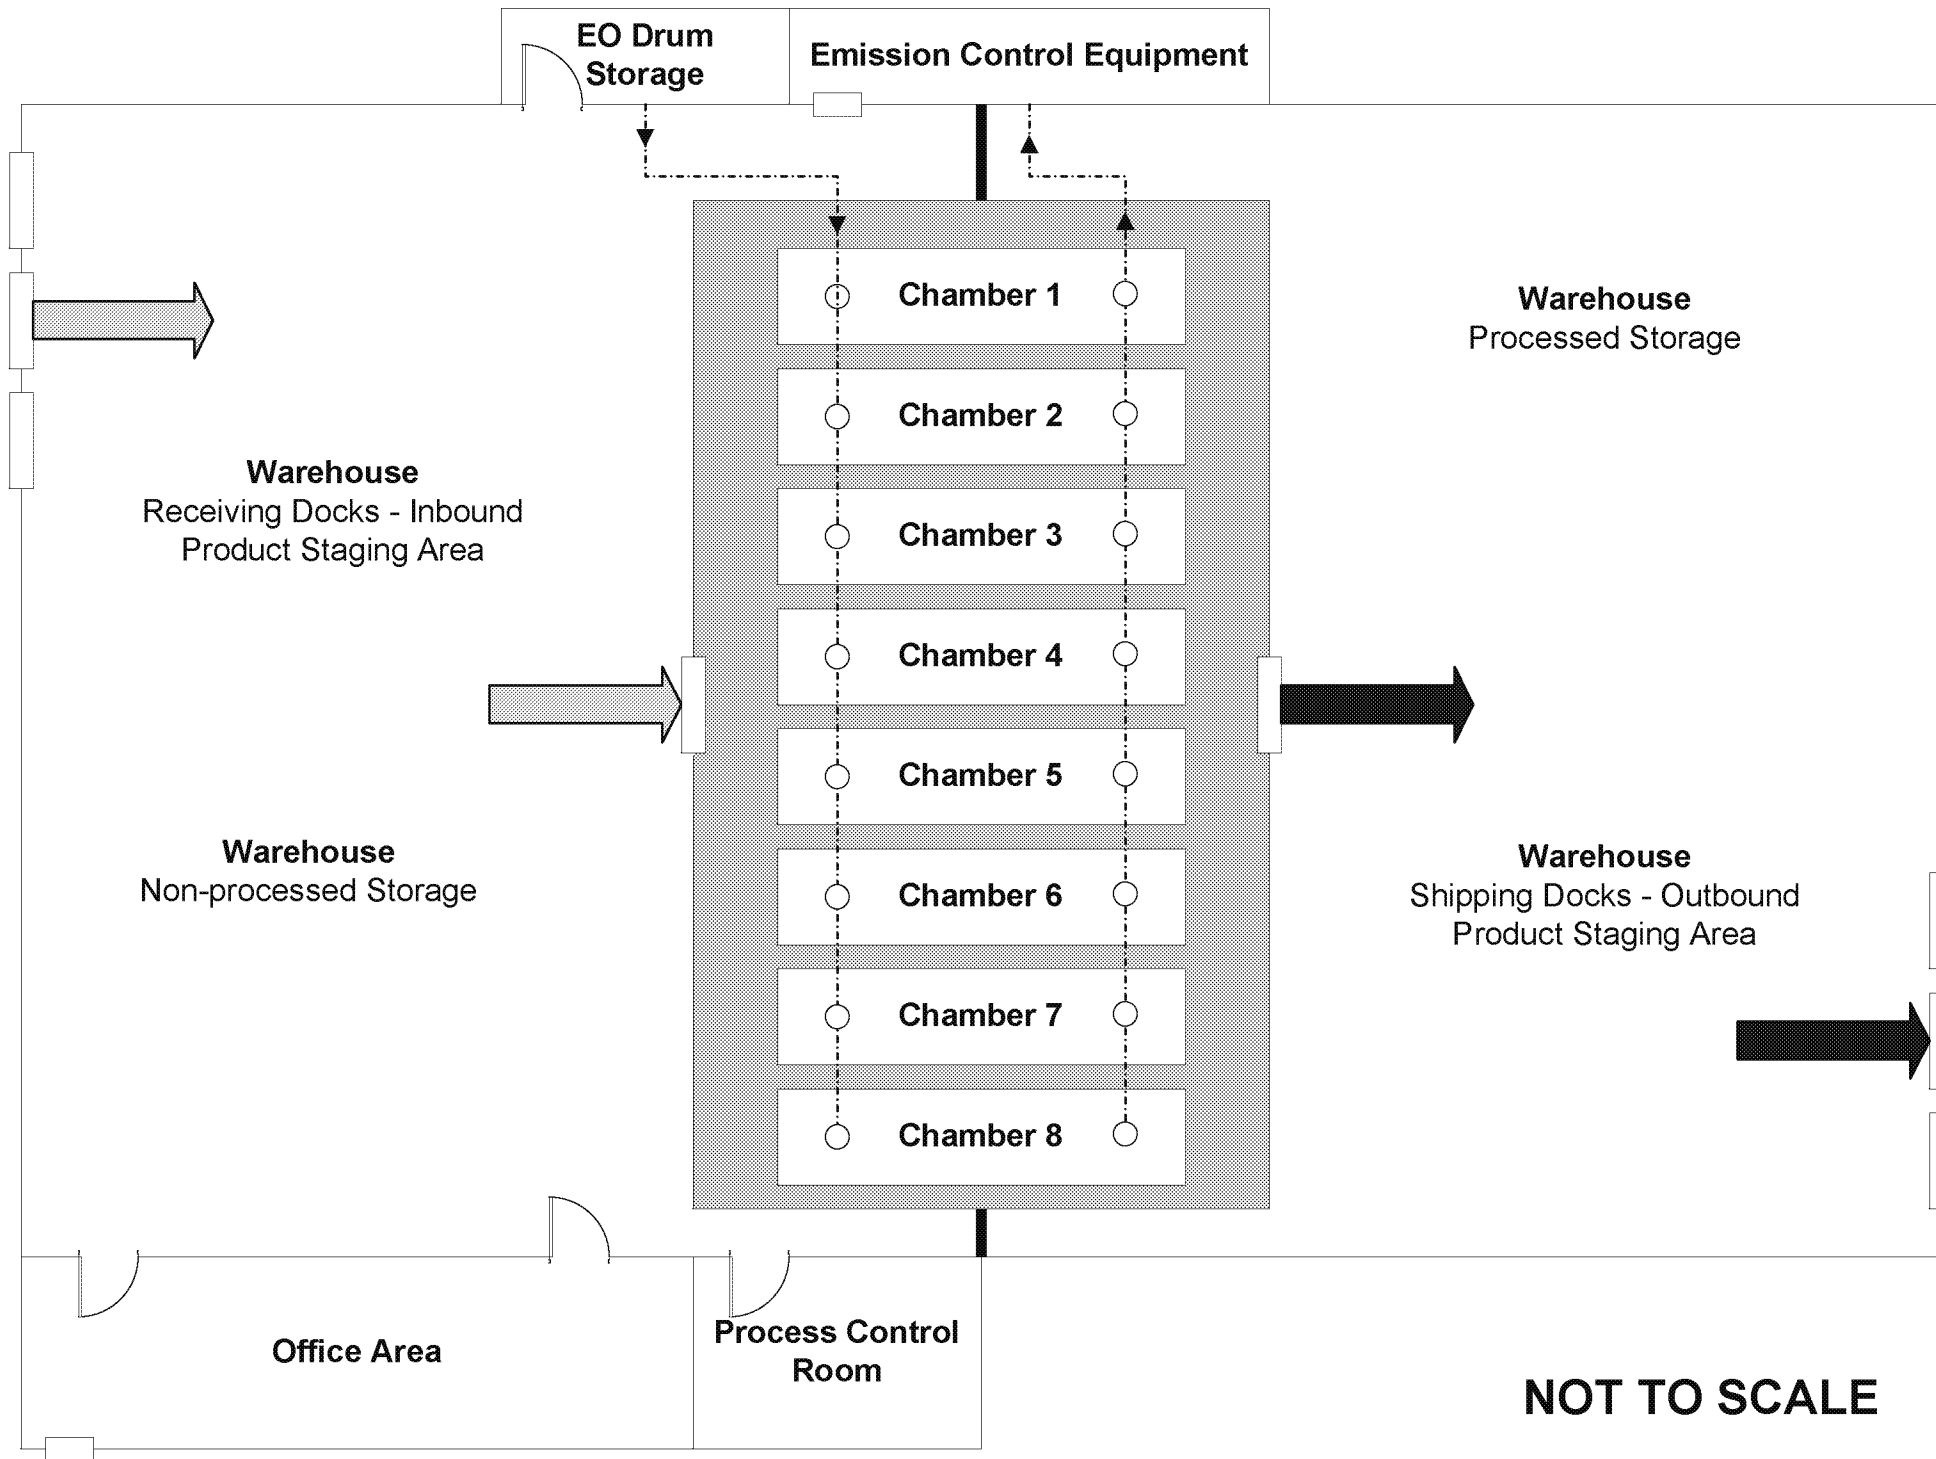 EO Drum
Storage
Emission Control Equipment
Chamber 1
Warehouse
Processed Storage
Chamber 2
Warehouse
Receiving Docks - Inbound
Product Staging Area
Chamber 3
Chamber 4
Chamber 5
Warehouse
Non-processed Storage
Chamber 6
Warehouse
Shipping Docks - Outbound
Product Staging Area
Chamber 7
Chamber 8
Office Area
Process Control
Room
NOT TO SCALE